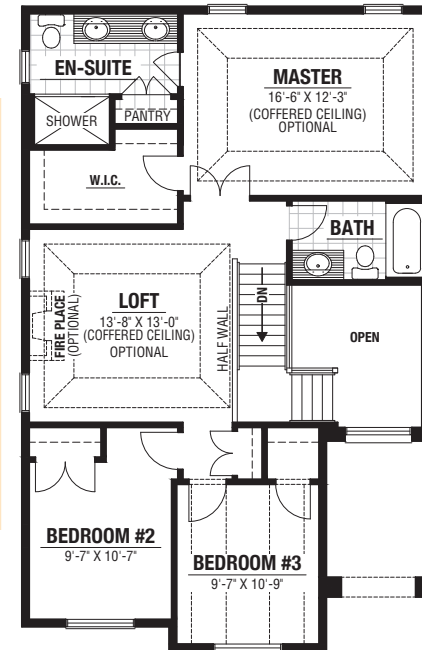 EN-SUITE
SHOWER
PANTRY
W.I.C.
MASTER
16'-6" X 12'-3"
(COFFERED CEILING)
OPTIONAL
BATH
FIRE PLACE
(OPTIONAL)
LOFT
13'-8" X 13'-0"
(COFFERED CEILING)
OPTIONAL
HALF WALL
DN
OPEN
BEDROOM #2
9'-7" X 10'-7"
BEDROOM #3
9'-7" X 10'-9"